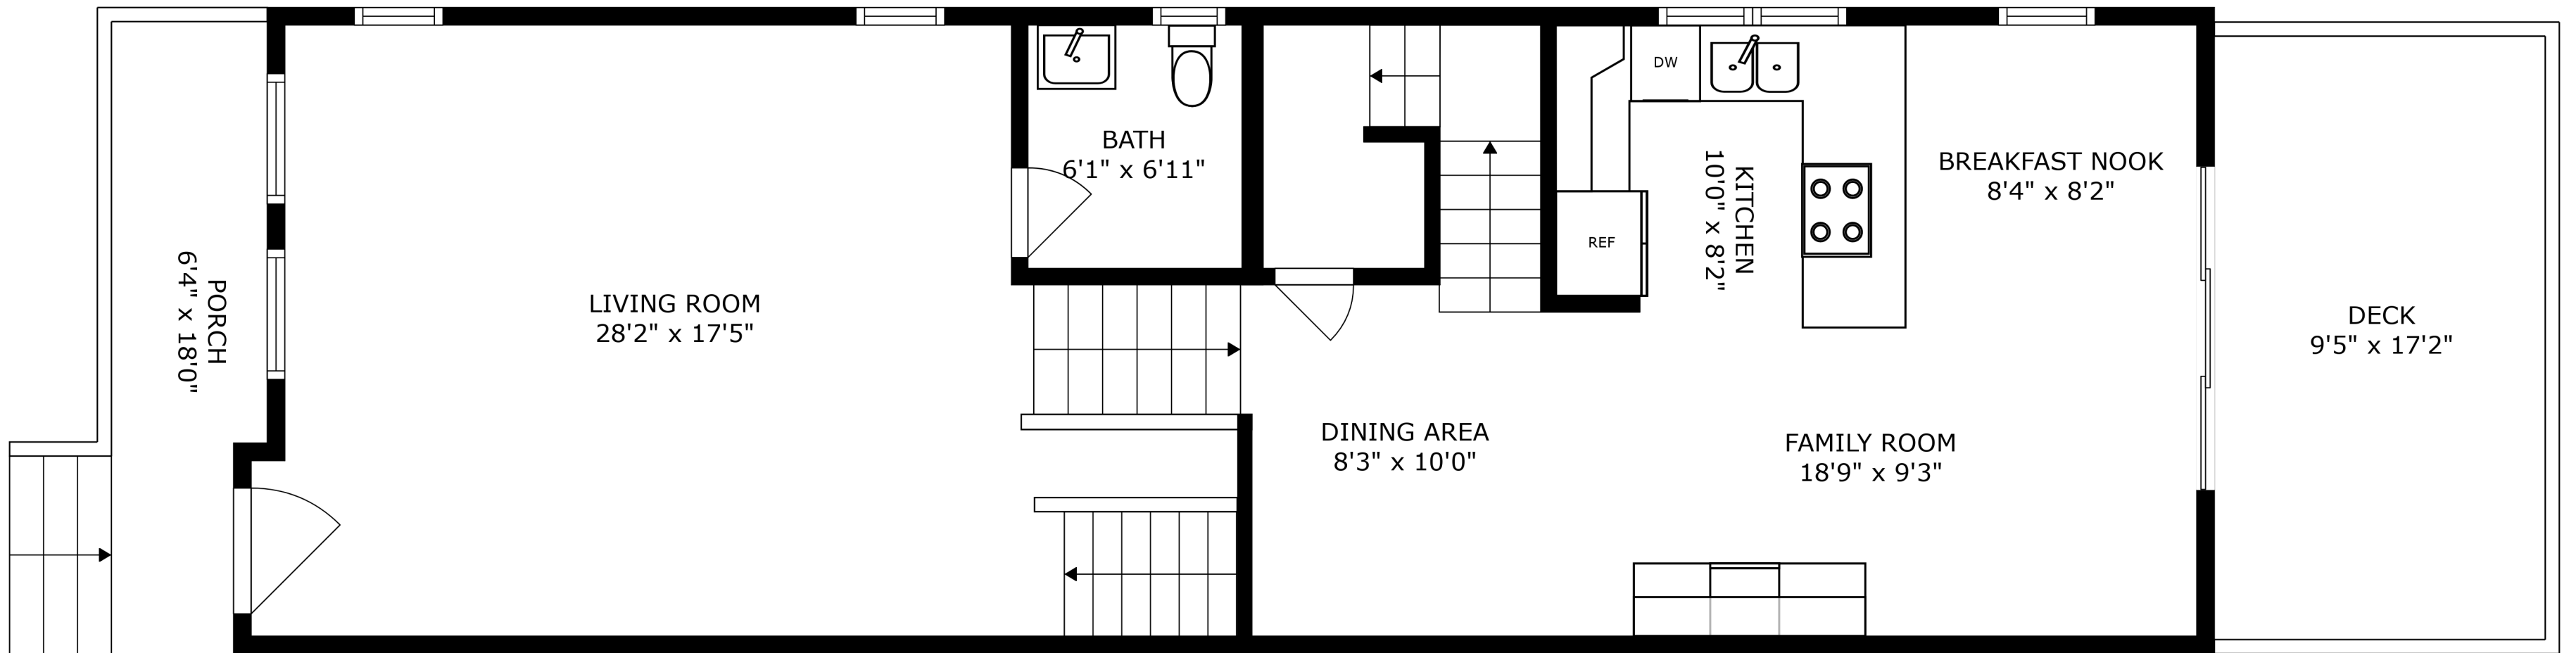 PORCH
6'4" x 18'0"
LIVING ROOM
28'2" x 17'5"
BATH
6'1" x 6'11"
DW
REF
KITCHEN
10'0" x 8'2"
BREAKFAST NOOK
8'4" x 8'2"
DINING AREA
8'3" x 10'0"
FAMILY ROOM
18'9" x 9'3"
DECK
9'5" x 17'2"